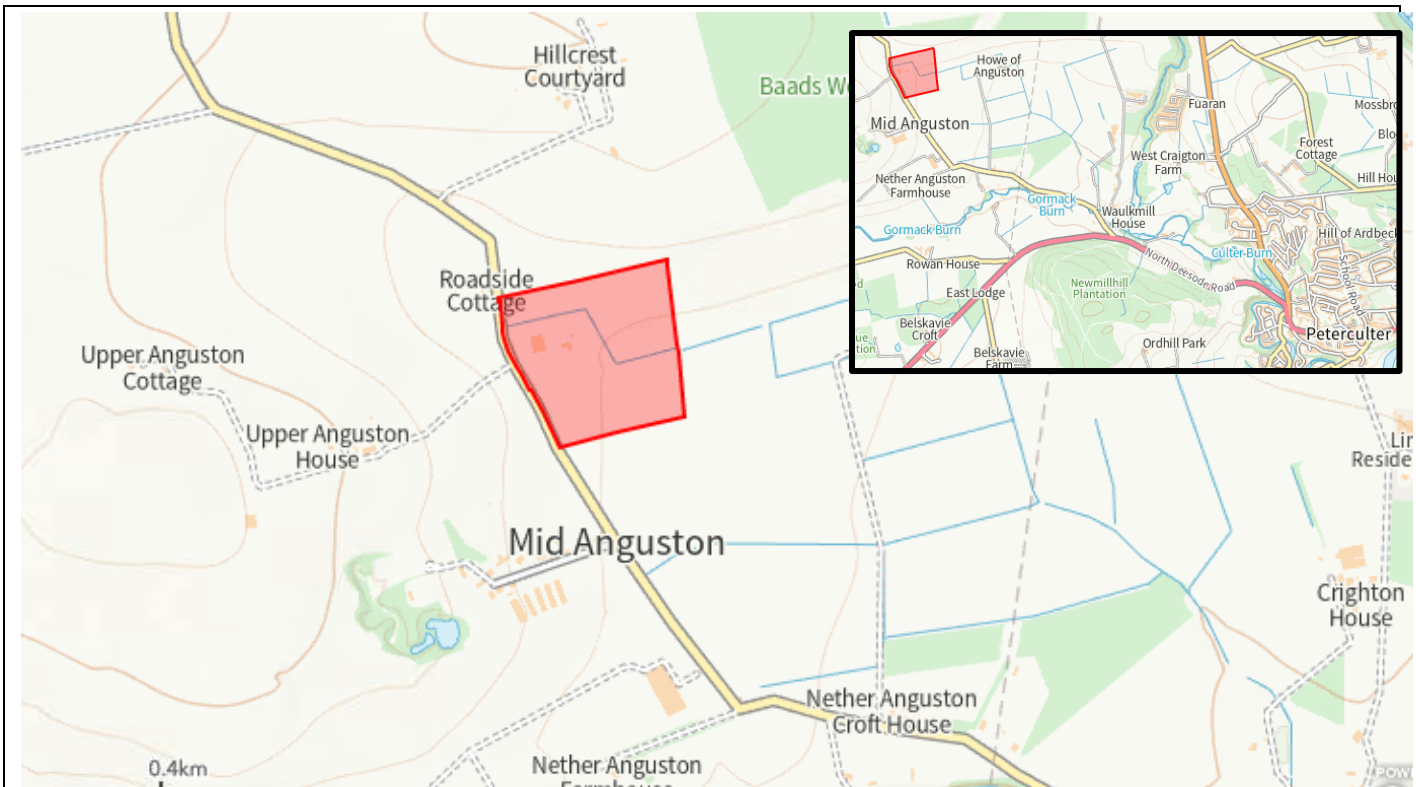 Hillcrest
Courtyard
Baads
Roadside
Cottage
Upper Anguston
Cottage
Upper Anguston
House
Mid Anguston
Nether Anguston
Croft House
Nether Anguston
0.4km
Crighton
House
Howe of
Anguston
Fuaran
Mid Anguston
West Craigton
Farm
Forest
Cottage
Nether Anguston
Farmhouse
Gormack
Burn
Waulkmill
House
Gormack Burn
Culter Burn
Hill of Ardbeck
Rowan House
North Deeside Road
School Road
East Lodge
Newmillhill
Plantation
Belskavie
Croft
Ordhill Park
Peterculter
Belskavie
Farm